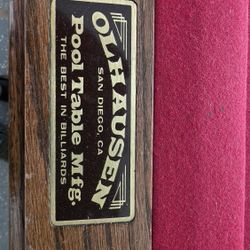 OLHAUSEN
SAN DIEGO, CA
Pool Table Mfg.
THE BEST IN BILLIARDS